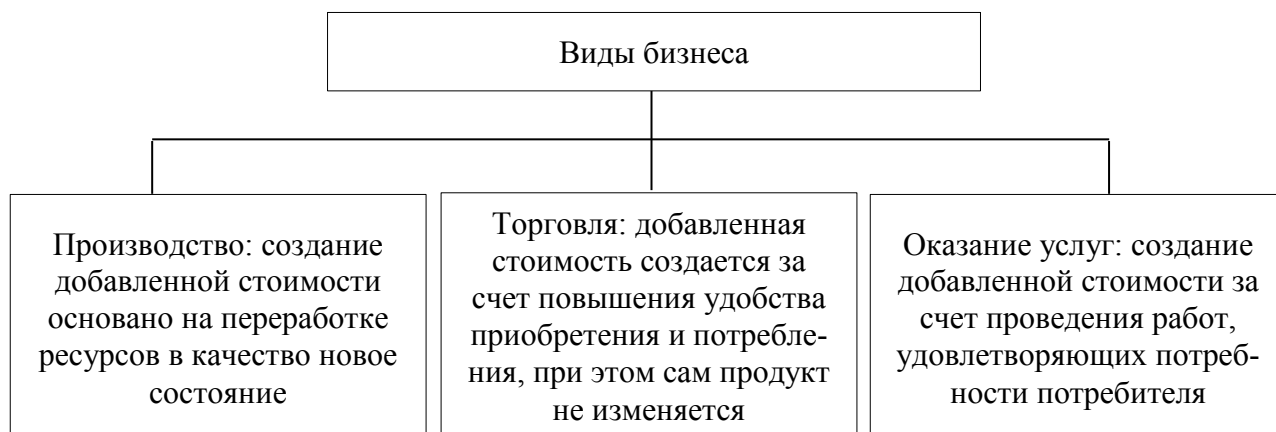 Виды бизнеса
Производство: создание
добавленной стоимости
основано на переработке
ресурсов в качество новое
состояние
Торговля: добавленная
стоимость создается за
счет повышения удобства
приобретения и потребле-
ния, при этом сам продукт
не изменяется
Оказание услуг: создание
добавленной стоимости за
счет проведения работ,
удовлетворяющих потреб-
ности потребителя